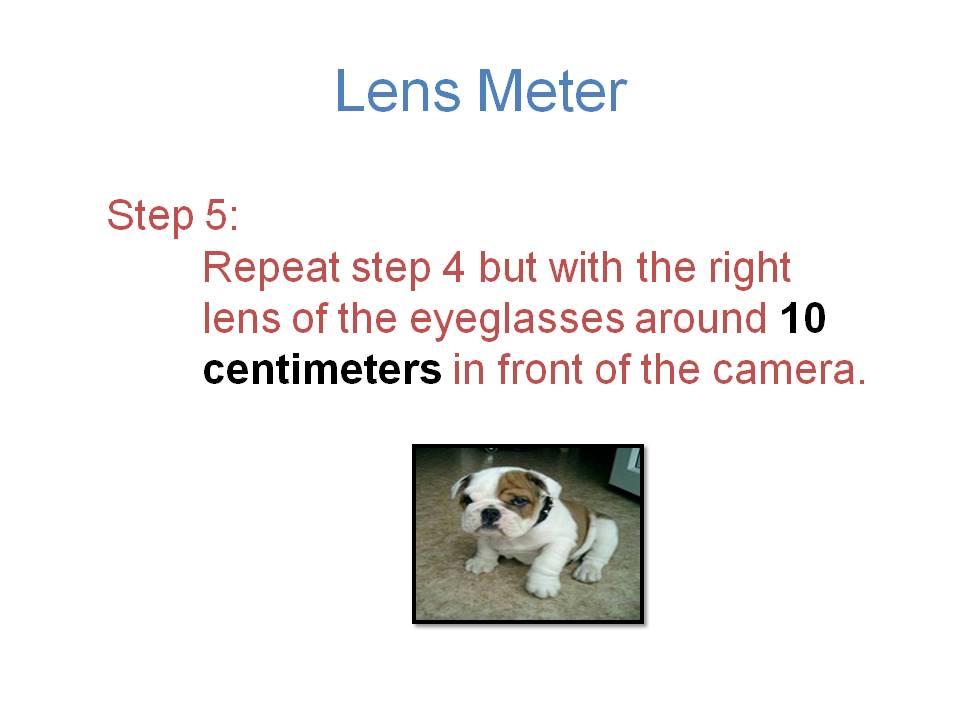 Lens Meter
Step 5:
Repeat step 4 but with the right
lens of the eyeglasses around 10
centimeters in front of the camera.